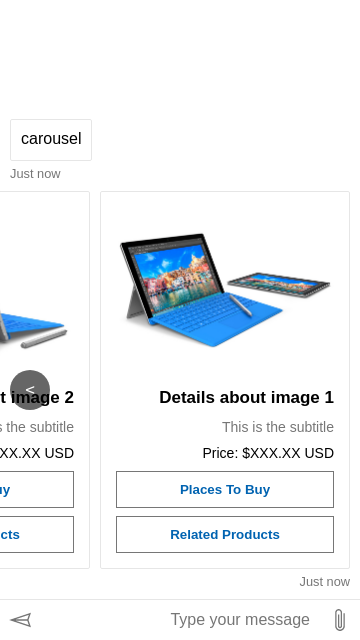 carousel
Just now
Details about image 1
This is the subtitle
Price: $XXX.XX USD
Places To Buy
Related Products
t image 2
s the subtitle
XX.XX USD
uy
cts
<
Just now
Type your message